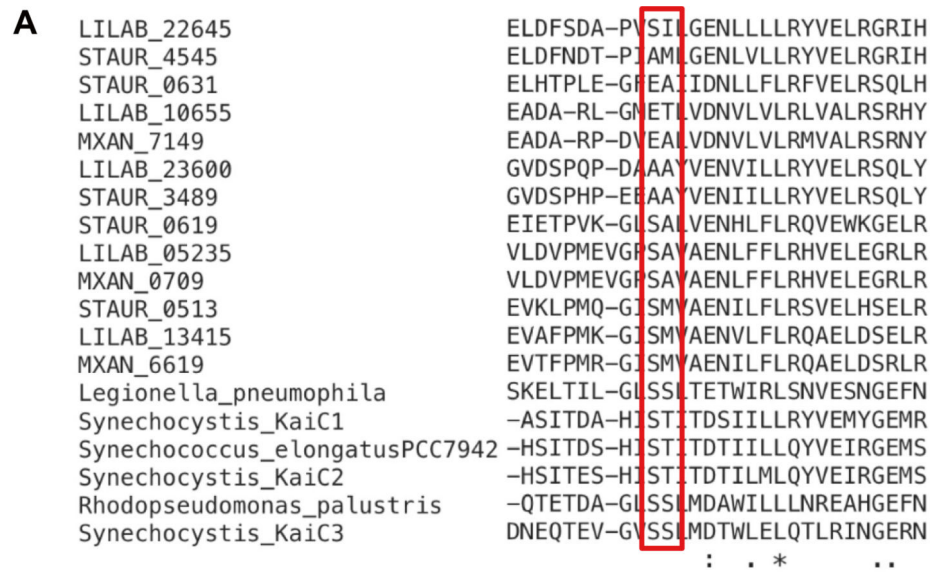 A
LILAB_22645 ELDFSDA-PVSILGENLLLLRYVELRGRIH
STAUR_4545 ELDFNDT-PIAMLGENLVLLRYVELRGRIH
STAUR_0631 ELHTPLE-GFEAIIDNLLFLRFVELRSQLH
LILAB_10655 EADA-RL-GMETLVDNVLVLRLVALRSRHY
MXAN_7149 EADA-RP-DVEALVDNVLVLRMVALRSRNY
LILAB_23600 GVDSPQP-DAAAYVENVILLRYVELRSQLY
STAUR_3489 GVDSPHP-EEAAYVENIILLRYVELRSQLY
STAUR_0619 EIETPVK-GLSALVENHLFLRQVEWKGELR
LILAB_05235 VLDVPMEVGPSAVAENLFFLRHVELEGRLR
MXAN_0709 VLDVPMEVGPSAVAENLFFLRHVELEGRLR
STAUR_0513 EVKLPMQ-GISMVAENLFLLRSVELHSELR
LILAB_13415 EVAFPMK-GISMVAENVLFLRQAELDSELR
MXAN_6619 EVTFPMR-GISMVAENILFLRQAELDSRLR
Legionella_pneumophila SKELTIL-GLSSLTETWIRLSNVESNGEFN
Synechocystis_KaiC1 -ASITDA-HISTITDSIILLRYVEMYGEMR
Synechococcus_elongatusPCC7942 -HSITDS-HISTITDTIILLQYVEIRGEMS
Synechocystis_KaiC2 -HSITES-HISTITDTILMLQYVEIRGEMS
Rhodopseudomonas_palustris -QTETDA-GLSSLMDAWILLLNREAHGEFN
Synechocystis_KaiC3 DNEQTEV-GVSSLMDTWLELQTLRINGERN
: . * ..